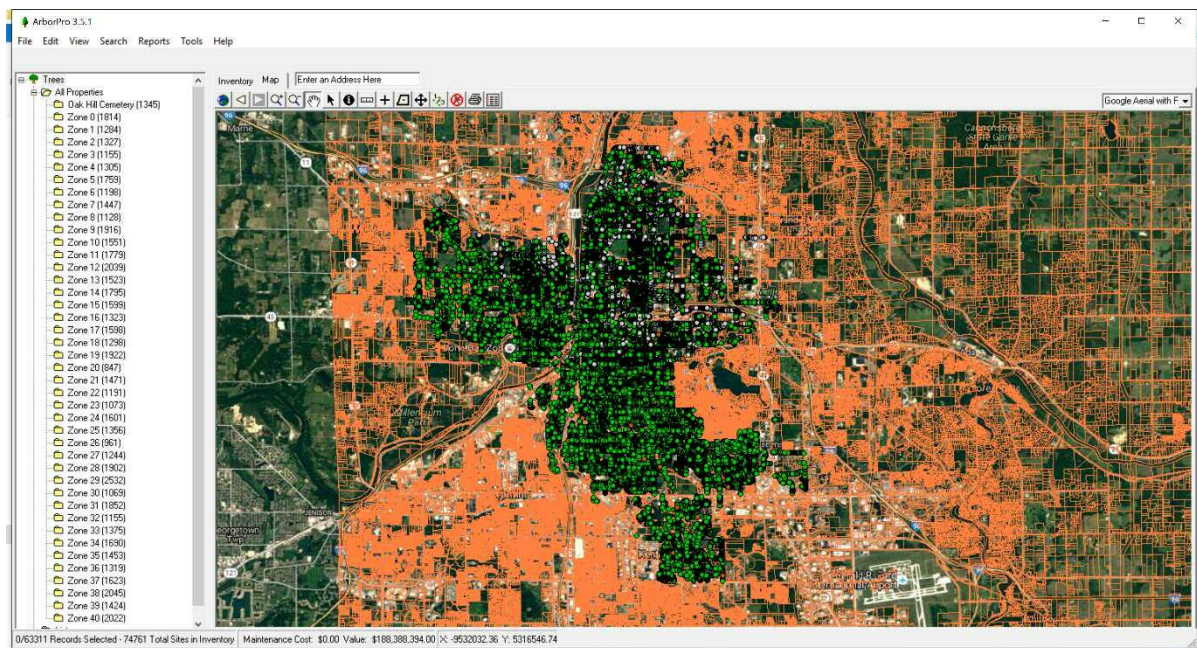 ArborPro 3.5.1
File Edit View Search Reports Tools Help
Trees
All Properties
Oak Hill Cemetery (1345)
Zone 0 (1814)
Zone 1 (1284)
Zone 2 (1327)
Zone 3 (1155)
Zone 4 (1305)
Zone 5 (1759)
Zone 6 (1198)
Zone 7 (1447)
Zone 8 (1128)
Zone 9 (1916)
Zone 10 (1551)
Zone 11 (1779)
Zone 12 (2039)
Zone 13 (1523)
Zone 14 (1795)
Zone 15 (1599)
Zone 16 (1323)
Zone 17 (1598)
Zone 18 (1298)
Zone 19 (1922)
Zone 20 (847)
Zone 21 (1471)
Zone 22 (1191)
Zone 23 (1073)
Zone 24 (1601)
Zone 25 (1356)
Zone 26 (961)
Zone 27 (1244)
Zone 28 (1902)
Zone 29 (2532)
Zone 30 (1069)
Zone 31 (1852)
Zone 32 (1155)
Zone 33 (1375)
Zone 34 (1690)
Zone 35 (1453)
Zone 36 (1319)
Zone 37 (1623)
Zone 38 (2045)
Zone 39 (1424)
Zone 40 (2022)
Inventory Map Enter an Address Here
Google Aerial with F
Marne
96
11
45
Millennium
Park
JENISON
121
0/63311 Records Selected - 74761 Total Sites in Inventory Maintenance Cost: $0.00 Value: $188,388,394.00 X: -9532032.36 Y: 5316546.74